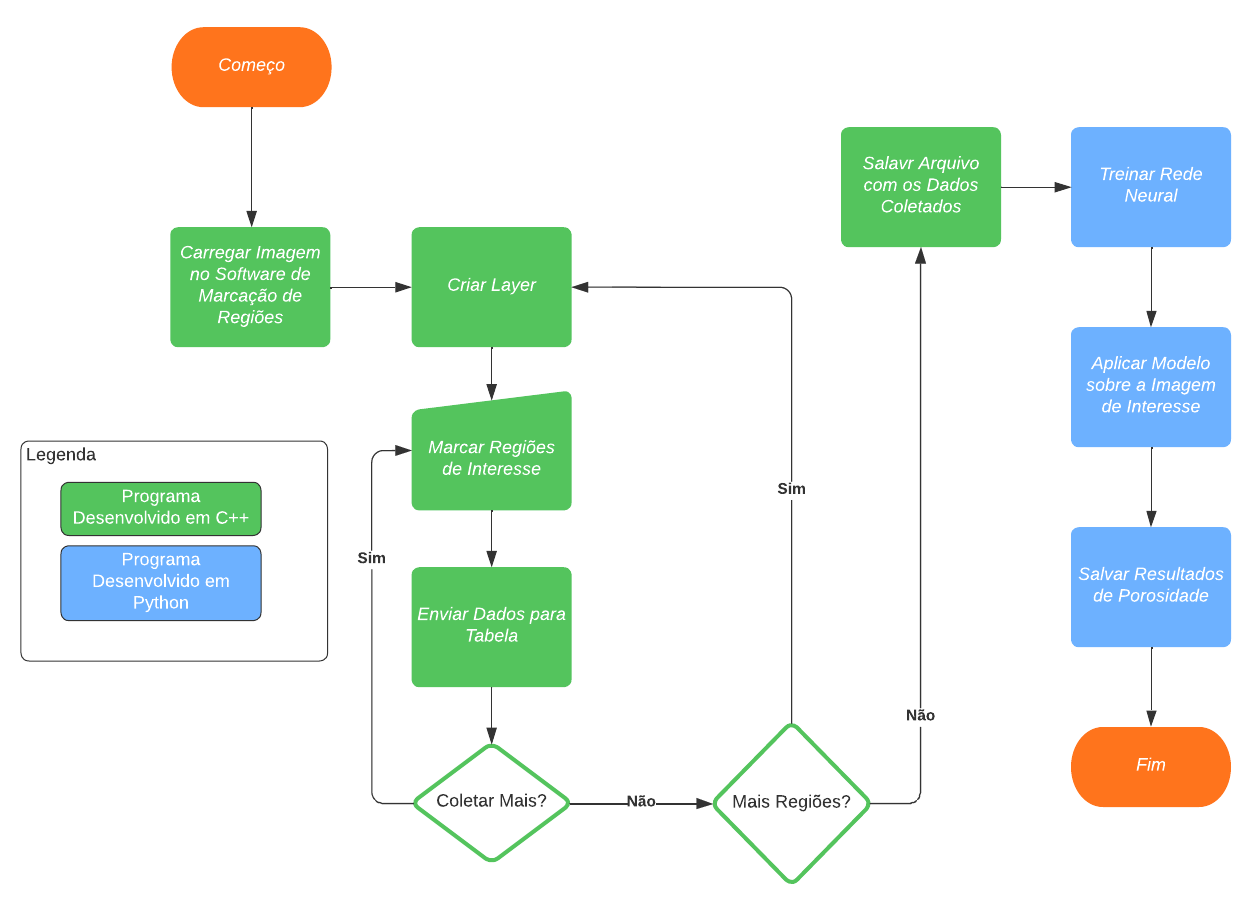 Começo
Carregar Imagem
no Software de
Marcação de
Regiões
Criar Layer
Marcar Regiões
de Interesse
Enviar Dados para
Tabela
Coletar Mais?
Sim
Não
Mais Regiões?
Sim
Não
Salavr Arquivo
com os Dados
Coletados
Treinar Rede
Neural
Aplicar Modelo
sobre a Imagem
de Interesse
Salvar Resultados
de Porosidade
Fim
Legenda
Programa
Desenvolvido em C++
Programa
Desenvolvido em
Python